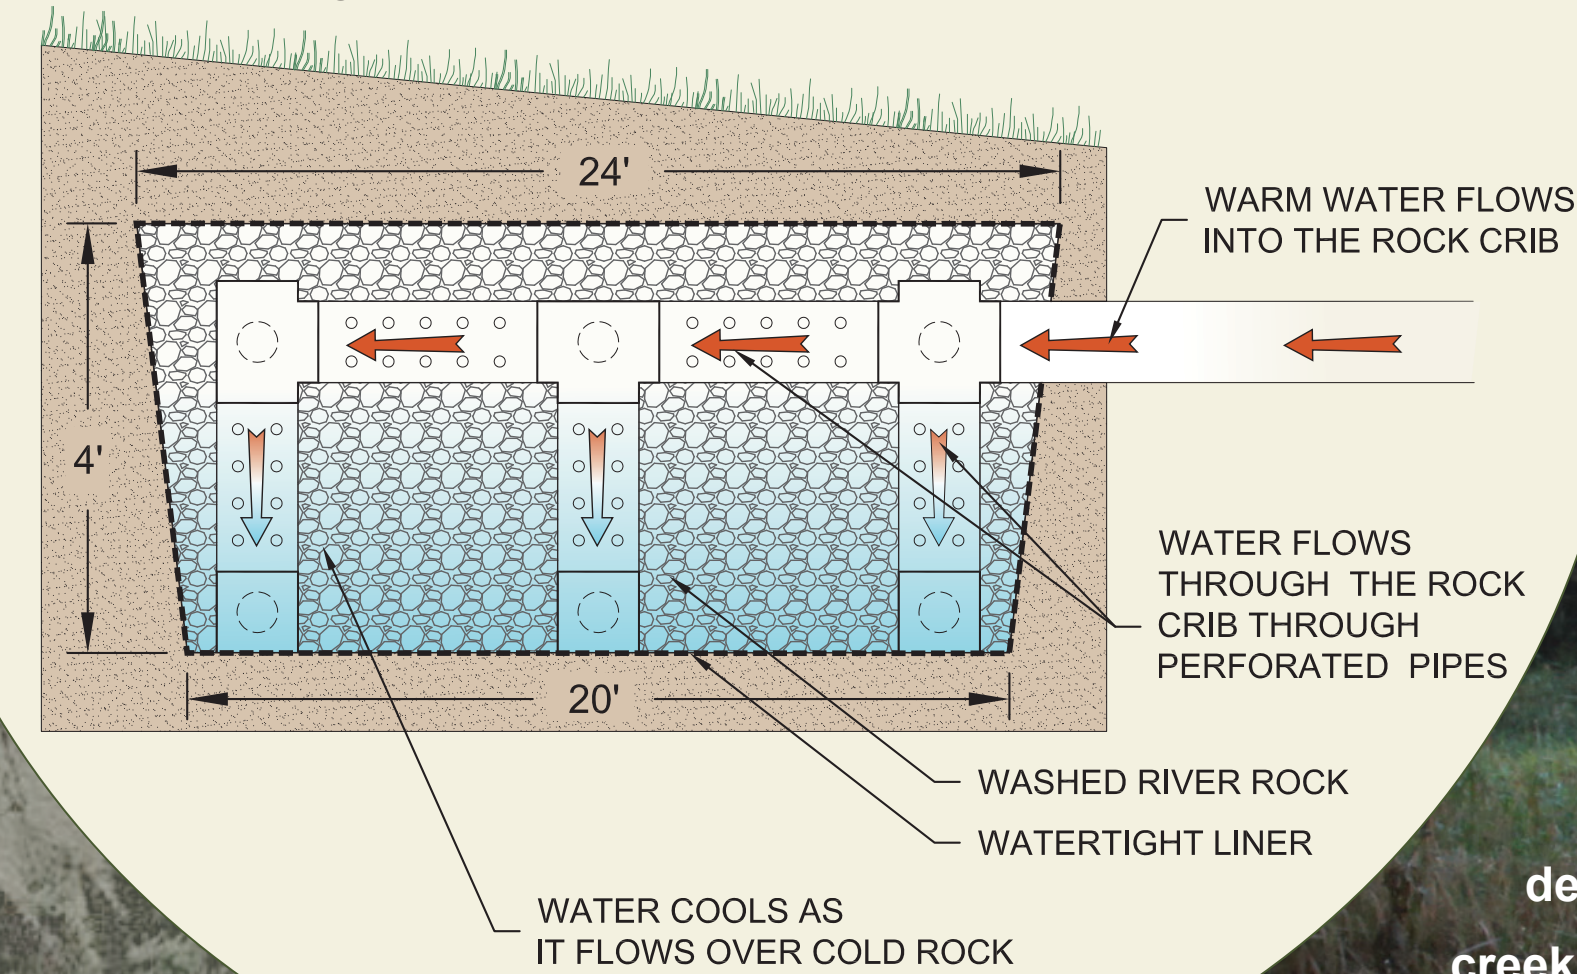 24'
WARM WATER FLOWS
INTO THE ROCK CRIB
4'
WATER FLOWS
THROUGH THE ROCK
CRIB THROUGH
PERFORATED PIPES
20'
WASHED RIVER ROCK
WATERTIGHT LINER
WATER COOLS AS
IT FLOWS OVER COLD ROCK
de
creek